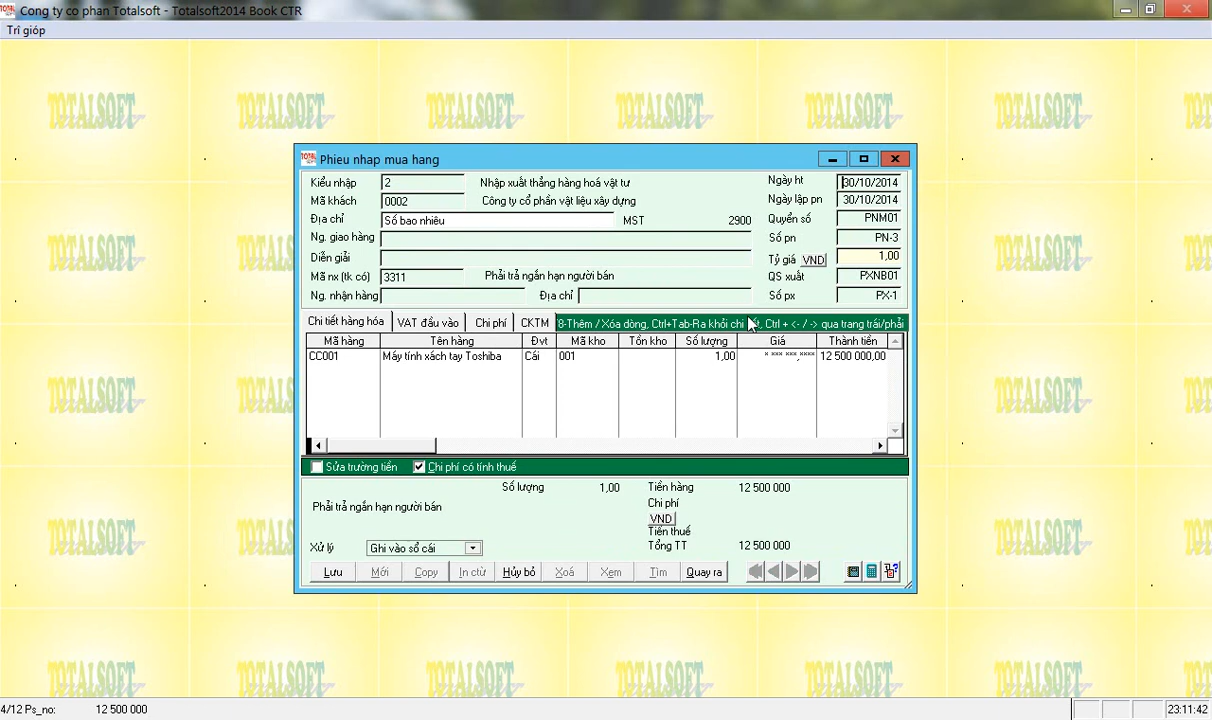 Cong ty co phan Totalsoft - Totalsoft2014 Book CTR
Trî gióp
TOTALSOFT TOTALSOFT TOTALSOFT TOTALSOFT TOTALSOFT TOTALSOFT
Phieu nhap mua hang
Kiểu nhập 2 Nhập xuất thẳng hàng hoá vật tư Ngày ht 30/10/2014
Mã khách 0002 Công ty cổ phần vật liệu xây dựng Ngày lập pn 30/10/2014
Địa chỉ Số bao nhiêu MST 2900 Quyển số PNM01
Ng. giao hàng Số pn PN-3
Diễn giải Tỷ giá VND 1,00
Mã nx (tk có) 3311 Phải trả ngắn hạn người bán QS xuất PXNB01
Ng. nhận hàng Địa chỉ Số px PX-1
Chi tiết hàng hóa VAT đầu vào Chi phí CKTM 8-Thêm / Xóa dòng, Ctrl+Tab-Ra khỏi chi tiết, Ctrl + <- / -> qua trang trái/phải
Mã hàng Tên hàng Đvt Mã kho Tồn kho Số lượng Giá Thành tiền
CC001 Máy tính xách tay Toshiba Cái 001 1,00 * *** ***,**** 12 500 000,00
Sửa trường tiền Chi phí có tính thuế
Số lượng 1,00 Tiền hàng 12 500 000
Phải trả ngắn hạn người bán Chi phí
VND
Tiền thuế
Xử lý Ghi vào sổ cái Tổng TT 12 500 000
Lưu Mới Copy In ctừ Hủy bỏ Xoá Xem Tìm Quay ra
4/12 Ps_no: 12 500 000 23:11:42